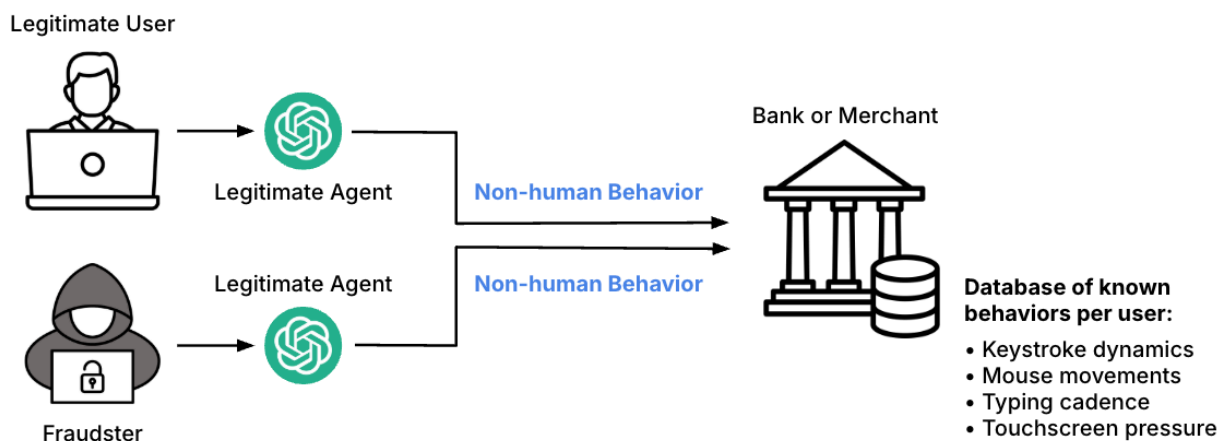 Legitimate User
Legitimate Agent
Non-human Behavior
Bank or Merchant
Legitimate Agent
Non-human Behavior
Fraudster
Database of known
behaviors per user:
• Keystroke dynamics
• Mouse movements
• Typing cadence
• Touchscreen pressure